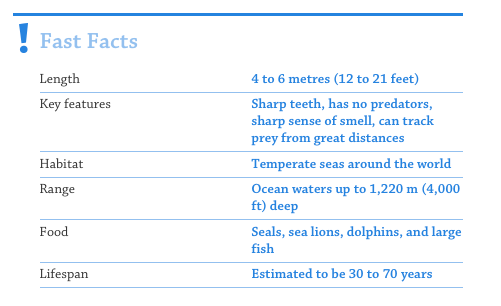 ! Fast Facts
Length 4 to 6 metres (12 to 21 feet)
Key features Sharp teeth, has no predators,
sharp sense of smell, can track
prey from great distances
Habitat Temperate seas around the world
Range Ocean waters up to 1,220 m (4,000
ft) deep
Food Seals, sea lions, dolphins, and large
fish
Lifespan Estimated to be 30 to 70 years